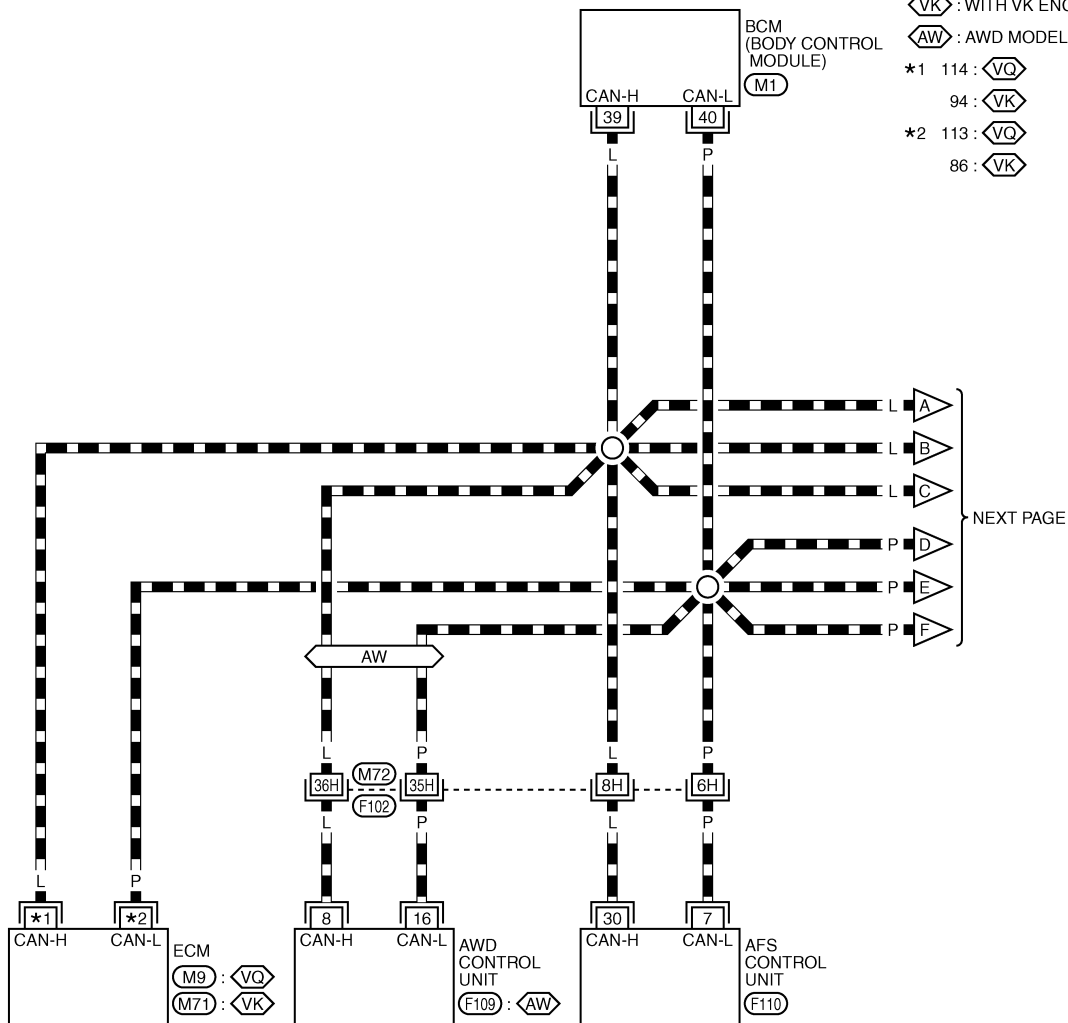 VK : WITH VK ENG
BCM
(BODY CONTROL
MODULE)
M1
AW : AWD MODEL
*1 114 : VQ
94 : VK
*2 113 : VQ
86 : VK
CAN-H CAN-L
39 40
L P
L A
L B
L C
NEXT PAGE
P D
P E
P F
AW
L P L P
36H M72 35H 8H 6H
F102
L P L P
L P
*1 *2 8 16 30 7
CAN-H CAN-L CAN-H CAN-L CAN-H CAN-L
ECM
M9 : VQ
M71 : VK
AWD
CONTROL
UNIT
F109 : AW
AFS
CONTROL
UNIT
F110